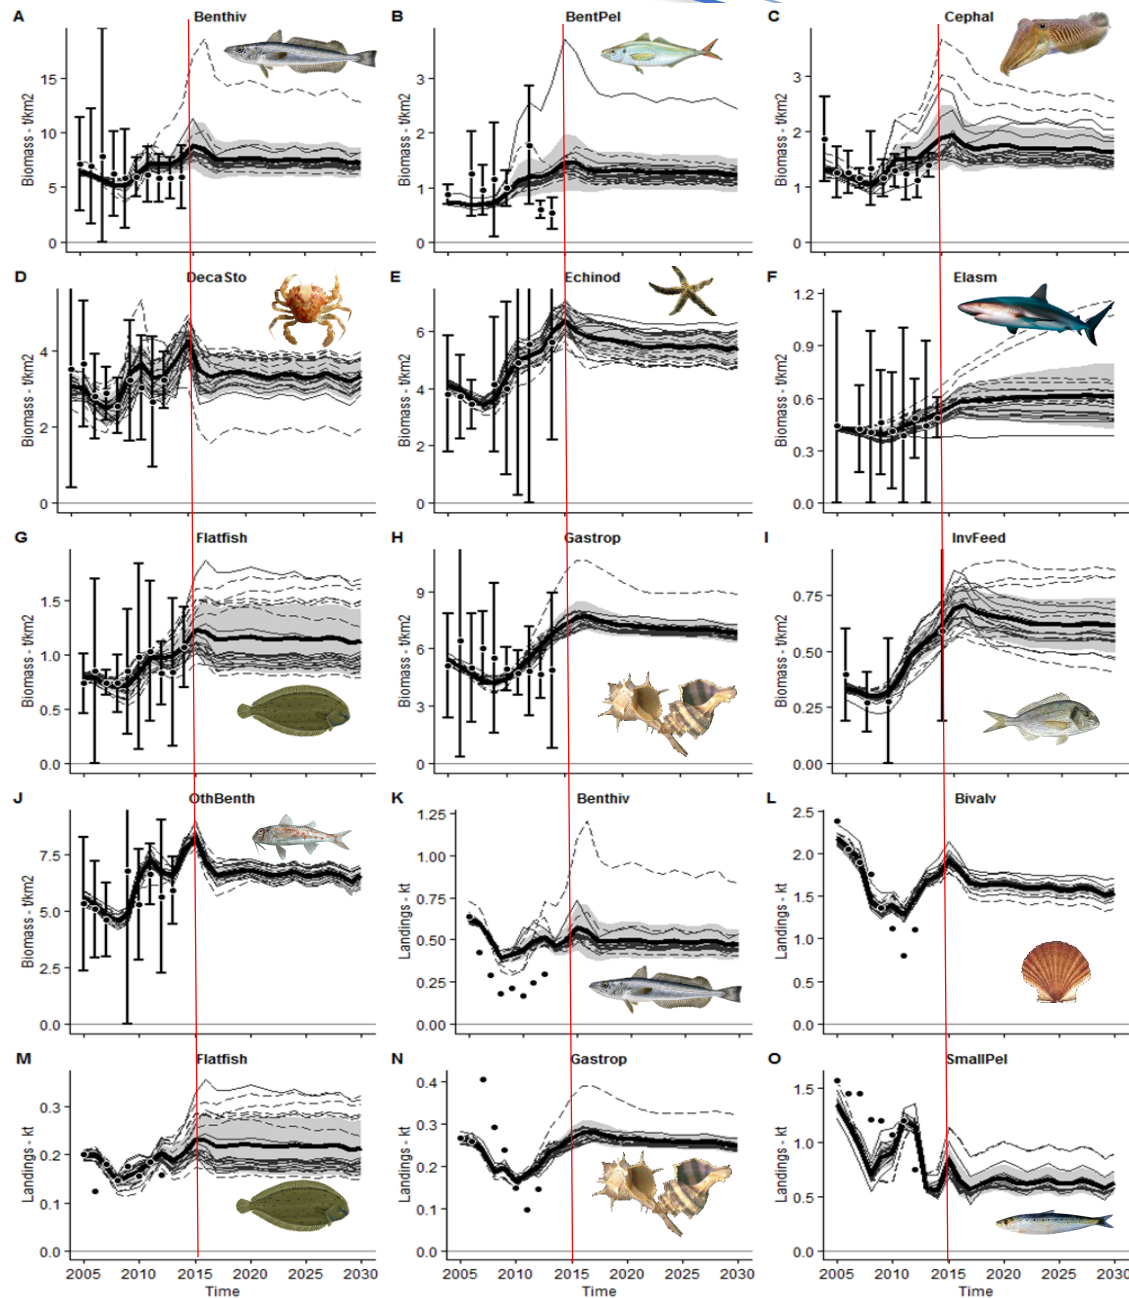 A Benthiv
B BentPel
C Cephal
Biomass - t/km2
15
10
5
0
Biomass - t/km2
3
2
1
0
Biomass - t/km2
3
2
1
0
D DecaSto
E Echinod
F Elasm
Biomass - t/km2
4
2
0
Biomass - t/km2
6
4
2
0
Biomass - t/km2
1.2
0.9
0.6
0.3
0.0
G Flatfish
H Gastrop
I InvFeed
Biomass - t/km2
1.5
1.0
0.5
0.0
Biomass - t/km2
9
6
3
0
Biomass - t/km2
0.75
0.50
0.25
0.00
J OthBenth
K Benthiv
L Bivalv
Biomass - t/km2
7.5
5.0
2.5
0.0
Landings - kt
1.25
1.00
0.75
0.50
0.25
0.00
Landings - kt
2.5
2.0
1.5
1.0
0.5
0.0
M Flatfish
N Gastrop
O SmallPel
Landings - kt
0.3
0.2
0.1
0.0
Landings - kt
0.4
0.3
0.2
0.1
0.0
Landings - kt
1.5
1.0
0.5
0.0
2005 2010 2015 2020 2025 2030
2005 2010 2015 2020 2025 2030
2005 2010 2015 2020 2025 2030
Time
Time
Time